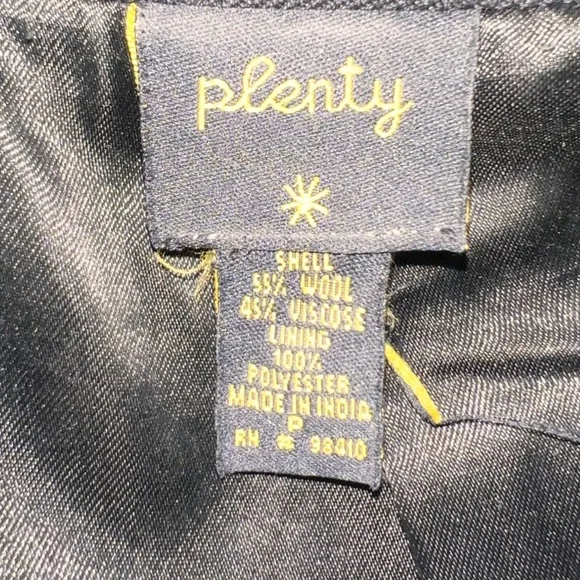 plenty
SHELL
55% WOOL
45% VISCOSE
LINING
100%
POLYESTER
MADE IN INDIA
P
RN # 98410